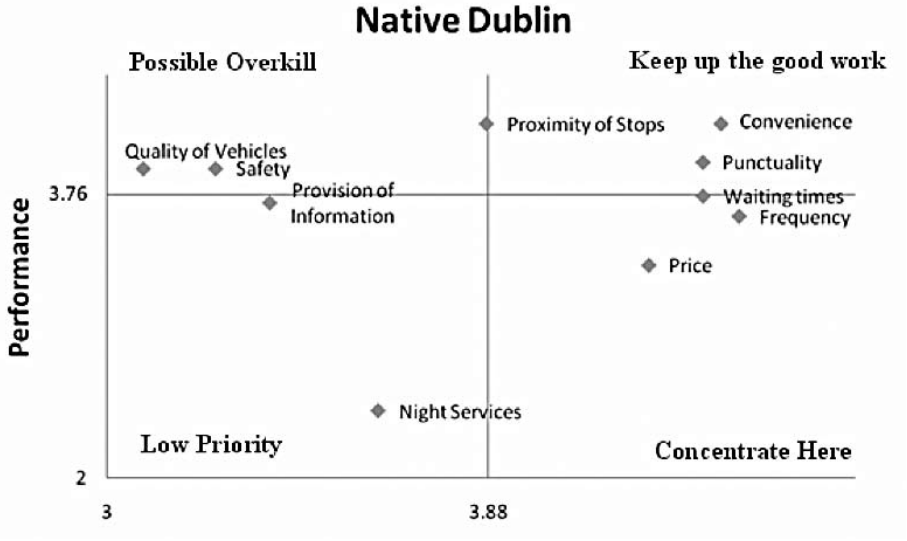 Native Dublin
Possible Overkill
Keep up the good work
Proximity of Stops
Convenience
Quality of Vehicles
Safety
Punctuality
3.76
Provision of
Information
Waiting times
Frequency
Performance
Price
Night Services
Low Priority
Concentrate Here
2
3
3.88